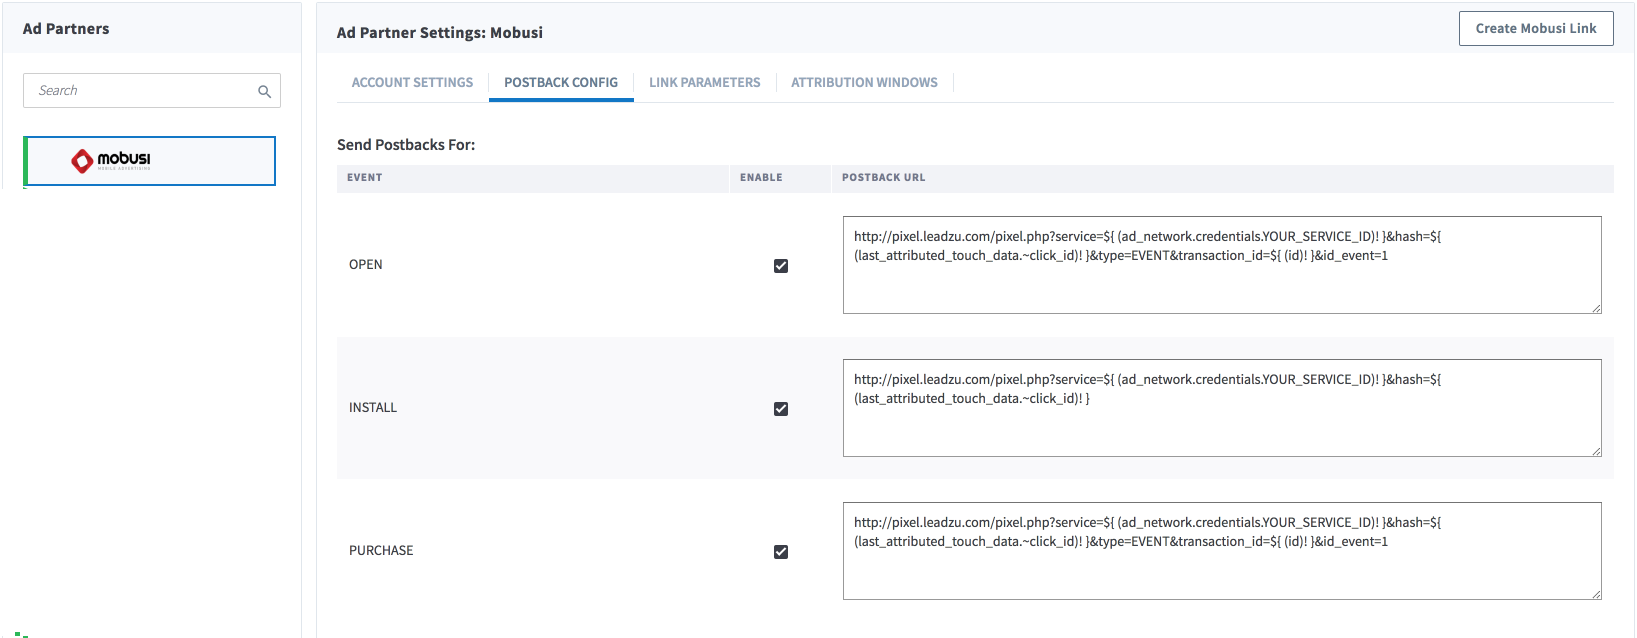 Ad Partners
Search
mobusi
MOBILE ADVERTISING
Ad Partner Settings: Mobusi
Create Mobusi Link
ACCOUNT SETTINGS
POSTBACK CONFIG
LINK PARAMETERS
ATTRIBUTION WINDOWS
Send Postbacks For:
EVENT
ENABLE
POSTBACK URL
OPEN
http://pixel.leadzu.com/pixel.php?service=${ (ad_network.credentials.YOUR_SERVICE_ID)! }&hash=${
(last_attributed_touch_data.~click_id)! }&type=EVENT&transaction_id=${ (id)! }&id_event=1
INSTALL
http://pixel.leadzu.com/pixel.php?service=${ (ad_network.credentials.YOUR_SERVICE_ID)! }&hash=${
(last_attributed_touch_data.~click_id)! }
PURCHASE
http://pixel.leadzu.com/pixel.php?service=${ (ad_network.credentials.YOUR_SERVICE_ID)! }&hash=${
(last_attributed_touch_data.~click_id)! }&type=EVENT&transaction_id=${ (id)! }&id_event=1